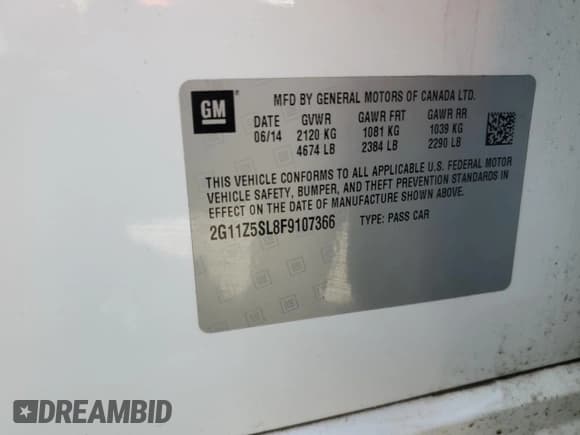 GM
MFD BY GENERAL MOTORS OF CANADA LTD.
DATE GVWR GAWR FRT GAWR RR
06/14 2120 KG 1081 KG 1039 KG
4674 LB 2384 LB 2290 LB
THIS VEHICLE CONFORMS TO ALL APPLICABLE U.S. FEDERAL MOTOR
VEHICLE SAFETY, BUMPER, AND THEFT PREVENTION STANDARDS IN
EFFECT ON THE DATE OF MANUFACTURE SHOWN ABOVE.
2G11Z5SL8F9107366 TYPE: PASS CAR
DREAMBID